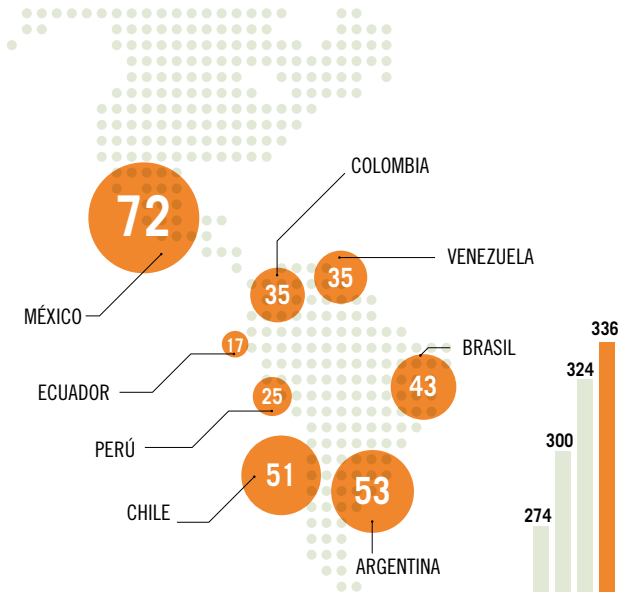 COLOMBIA
72
VENEZUELA
35
35
MÉXICO
336
17
BRASIL
324
ECUADOR
25
43
PERÚ
300
51
53
CHILE
274
ARGENTINA